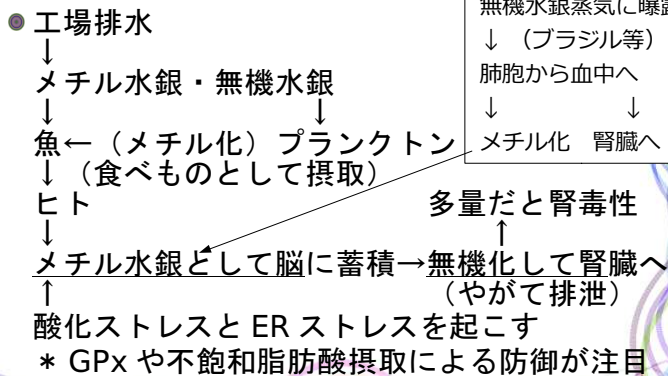 工場排水
↓
メチル水銀・無機水銀
↓ ↓
魚←（メチル化）プランクトン
↓（食べものとして摂取）
ヒト 多量だと腎毒性
↓ ↑
メチル水銀として脳に蓄積→無機化して腎臓へ
↑ （やがて排泄）
酸化ストレスと ER ストレスを起こす
＊ GPx や不飽和脂肪酸摂取による防御が注目
無機水銀蒸気に曝露
↓ （ブラジル等）
肺胞から血中へ
↓ ↓
メチル化 腎臓へ